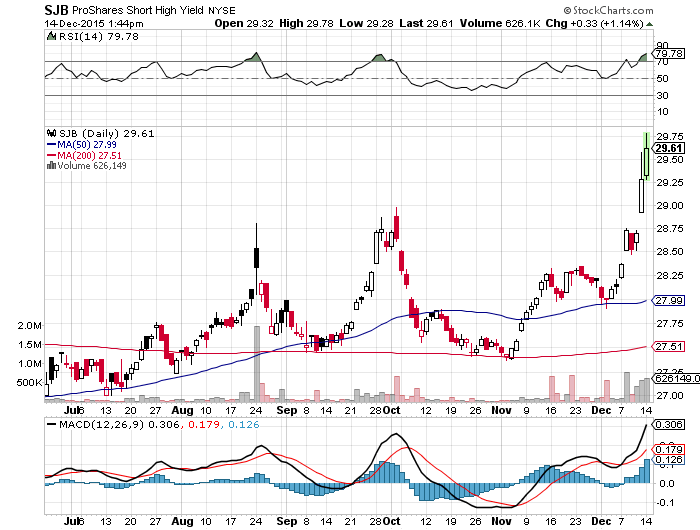 SJB ProShares Short High Yield NYSE © StockCharts.com
14-Dec-2015 1:44pm Open 29.32 High 29.78 Low 29.28 Last 29.61 Volume 626.1K Chg +0.33 (+1.14%)
RSI(14) 79.78
90
79.78
70
50
30
10
SJB (Daily) 29.61
MA(50) 27.99
MA(200) 27.51
Volume 626,149
29.75
29.61
29.50
29.25
29.00
28.75
28.50
28.25
27.99
27.75
27.51
27.25
27.00
2.0M
1.5M
1.0M
500K
626149.0
Jul 6 13 20 27 Aug 10 17 24 Sep 8 14 21 28 Oct 12 19 26 Nov 9 16 23 Dec 7 14
MACD(12,26,9) 0.306, 0.179, 0.126
0.306
0.179
0.126
0.0
Jul 6 13 20 27 Aug 10 17 24 Sep 8 14 21 28 Oct 12 19 26 Nov 9 16 23 Dec 7 14